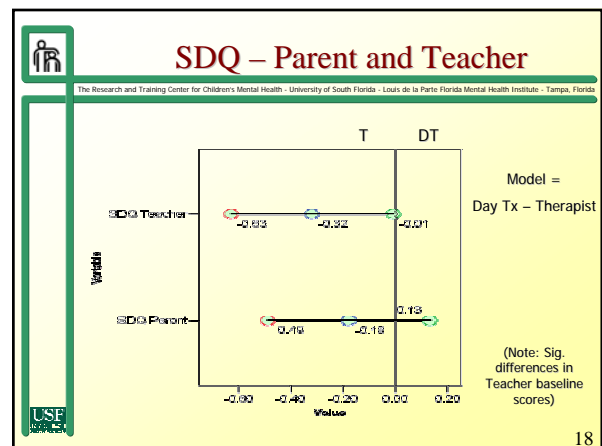 SDQ – Parent and Teacher
The Research and Training Center for Children's Mental Health - University of South Florida - Louis de la Parte Florida Mental Health Institute - Tampa, Florida
T DT
Model =
Day Tx – Therapist
SDQ Teacher
-0.63 -0.32 -0.01
Variable
0.13
SDQ Parent
0.49 -0.18
-0.60 -0.40 -0.20 0.00 0.20
Value
(Note: Sig.
differences in
Teacher baseline
scores)
USF
18